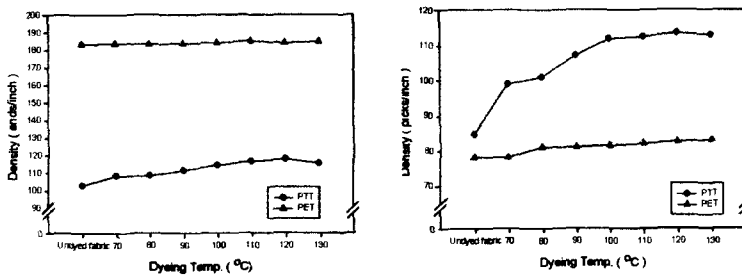 200
190
180
170
160
150
140
130
120
110
100
90
0
Density ( ends/inch)
PTT
PET
Undyed fabric 70 80 90 100 110 120 130
Dyeing Temp. ( °C)
120
110
100
90
80
70
0
Density ( picks/inch)
PTT
PET
Undyed fabric 70 80 90 100 110 120 130
Dyeing Temp. ( °C)